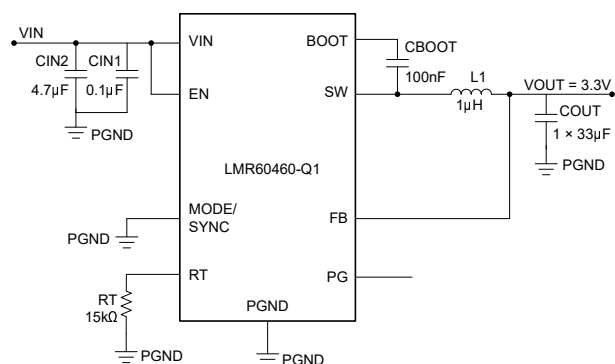 VIN
CIN2
CIN1
4.7µF
0.1µF
PGND
VIN
EN
BOOT
CBOOT
100nF
SW
L1
1µH
VOUT = 3.3V
COUT
1 × 33µF
PGND
LMR60460-Q1
MODE/
SYNC
PGND
FB
RT
PG
RT
15kΩ
PGND
PGND
PGND